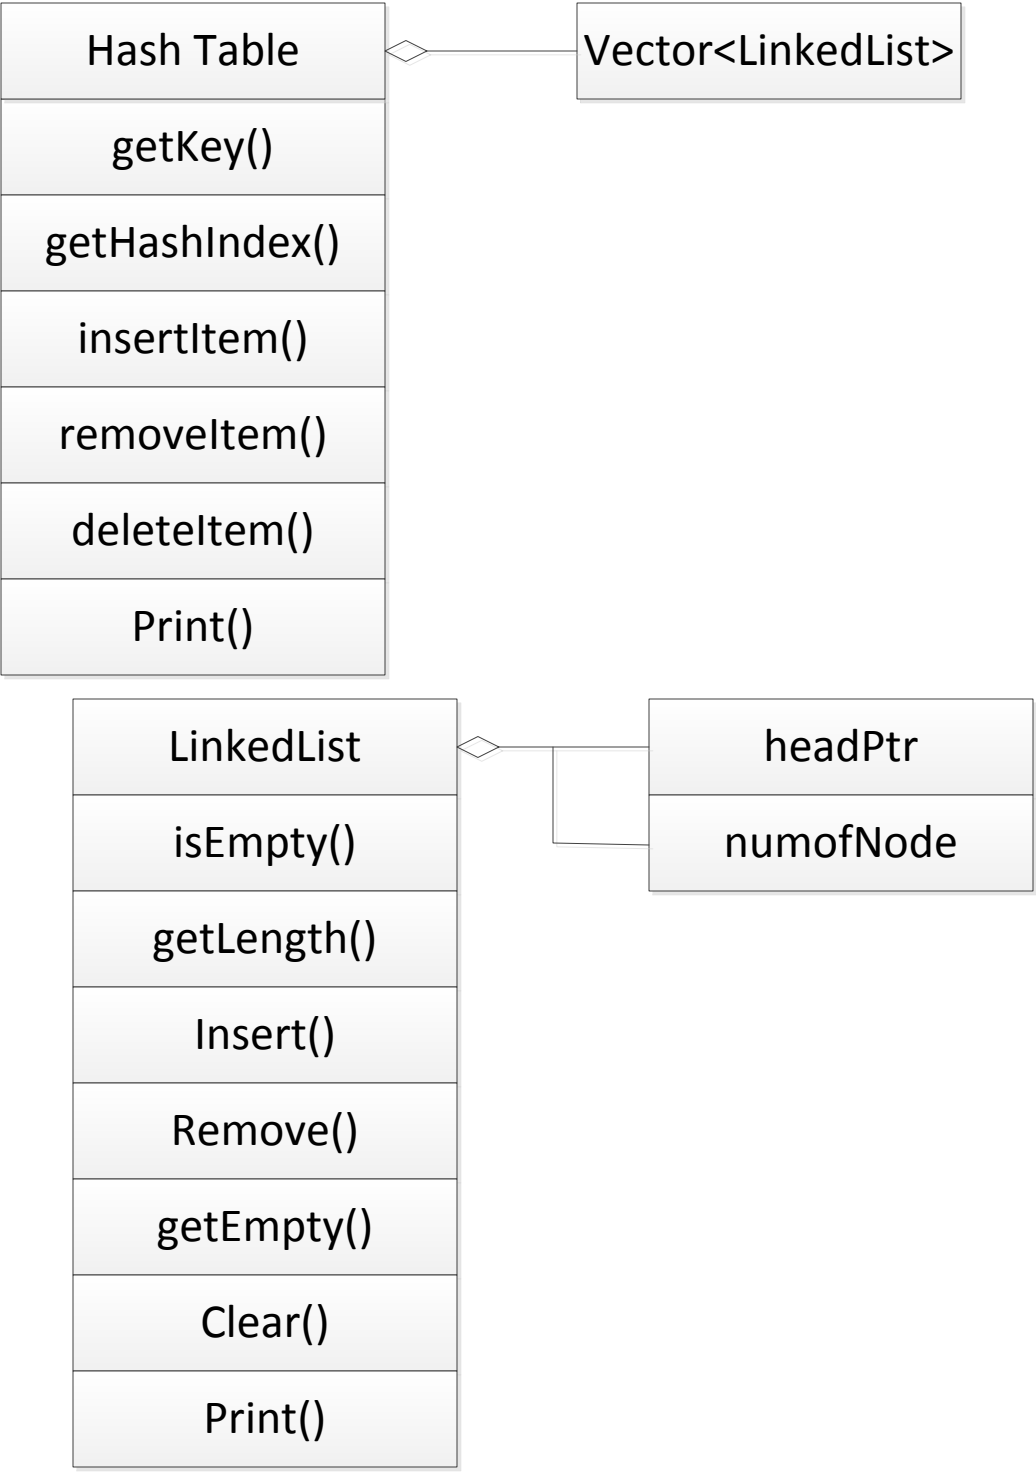 Hash Table
Vector<LinkedList>
getKey()
getHashIndex()
insertItem()
removeItem()
deleteItem()
Print()
LinkedList
headPtr
isEmpty()
numofNode
getLength()
Insert()
Remove()
getEmpty()
Clear()
Print()